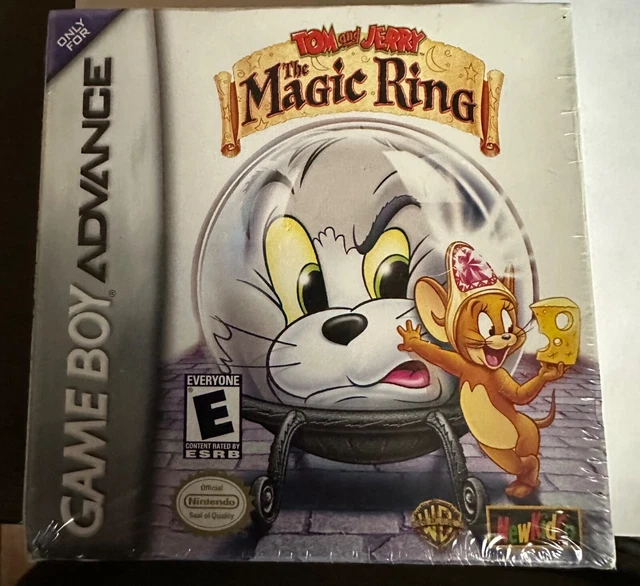 ONLY
FOR
GAME BOY ADVANCE
TOM and JERRY
The
Magic Ring
EVERYONE
E
CONTENT RATED BY
ESRB
Official
Nintendo
Seal of Quality
WB
NewKidCo